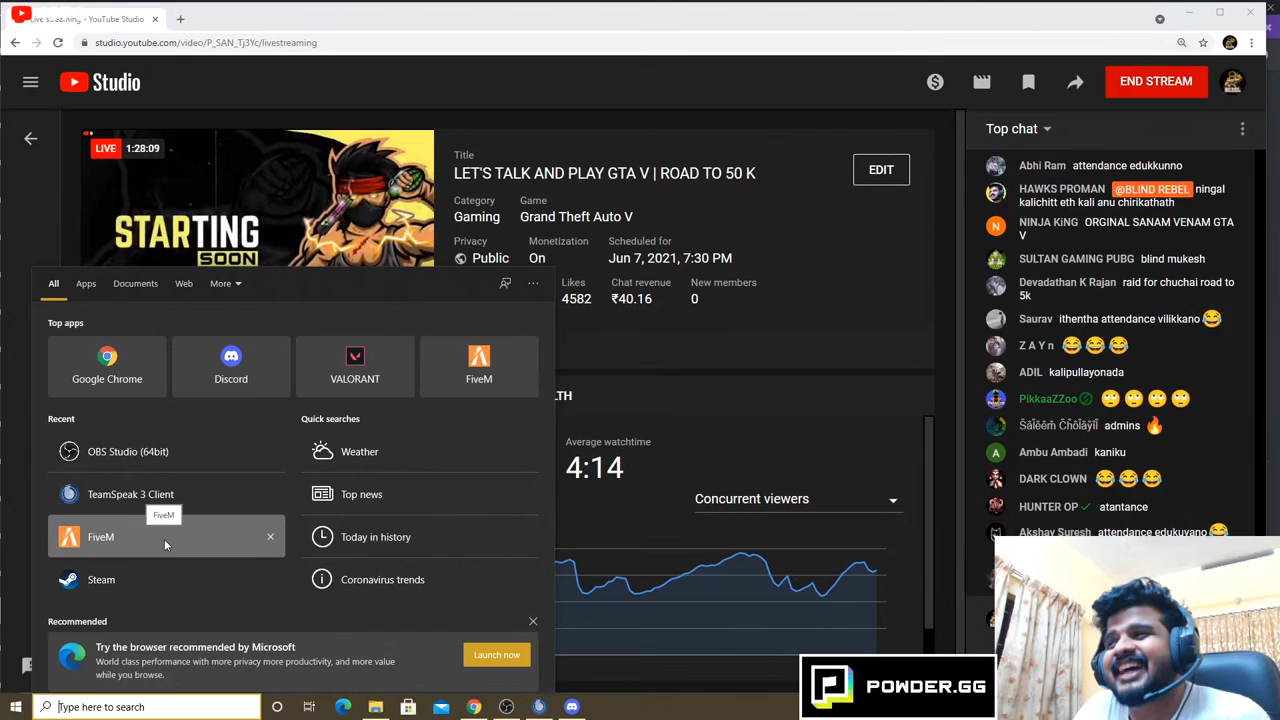 Live streaming - YouTube Studio
studio.youtube.com/video/P_SAN_Tj3Yc/livestreaming
Studio
END STREAM
LIVE 1:28:09
STARTING
SOON
Title
LET'S TALK AND PLAY GTA V | ROAD TO 50 K
EDIT
Category
Gaming
Game
Grand Theft Auto V
Privacy
Public
Monetization
On
Scheduled for
Jun 7, 2021, 7:30 PM
Likes
4582
Chat revenue
₹40.16
New members
0
Average watchtime
4:14
Concurrent viewers
Top chat
Abhi Ram attendance edukkunno
HAWKS PROMAN @BLIND REBEL ningal
kalichitt eth kali anu chirikathath
NINJA KiNG ORGINAL SANAM VENAM GTA
V
SULTAN GAMING PUBG blind mukesh
Devadathan K Rajan raid for chuchai road to
5k
Saurav ithentha attendance vilikkano 😂
Z A Y n 😂😂😂
ADIL kalipullayonada
PikkaaZZoo 🙄🙄🙄🙄
admins 🔥
Ambu Ambadi kaniku
DARK CLOWN 😂😂😂
HUNTER OP ✓ atantance
Akshay Suresh attendance edukuvano 😂
All Apps Documents Web More
Top apps
Google Chrome
Discord
VALORANT
FiveM
Recent
OBS Studio (64bit)
TeamSpeak 3 Client
FiveM
FiveM
Steam
Quick searches
Weather
Top news
Today in history
Coronavirus trends
Recommended
Try the browser recommended by Microsoft
World class performance with more privacy more productivity, and more value
while you browse.
Launch now
POWDER.GG
Type here to search